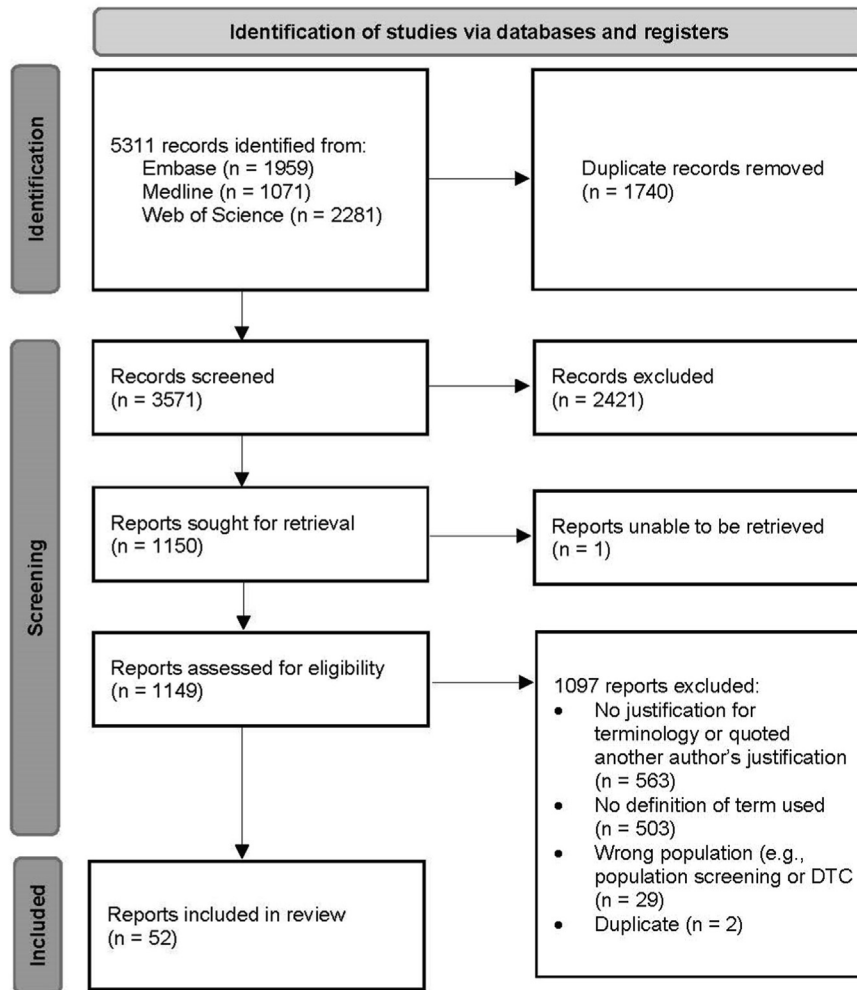 Identification of studies via databases and registers
Identification
5311 records identified from:
Embase (n = 1959)
Medline (n = 1071)
Web of Science (n = 2281)
Duplicate records removed
(n = 1740)
Screening
Records screened
(n = 3571)
Records excluded
(n = 2421)
Reports sought for retrieval
(n = 1150)
Reports unable to be retrieved
(n = 1)
Reports assessed for eligibility
(n = 1149)
1097 reports excluded:
• No justification for
terminology or quoted
another author's justification
(n = 563)
• No definition of term used
(n = 503)
• Wrong population (e.g.,
population screening or DTC
(n = 29)
• Duplicate (n = 2)
Included
Reports included in review
(n = 52)